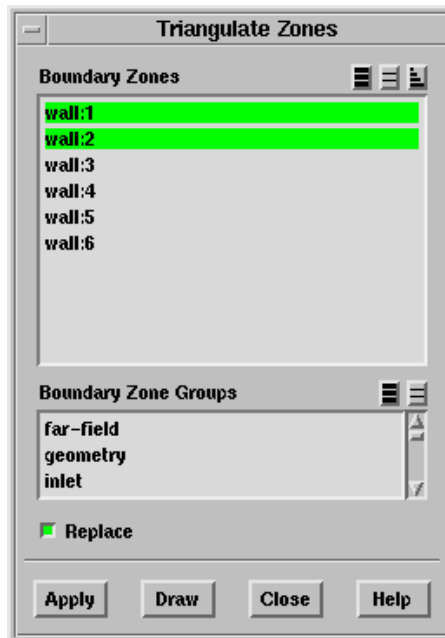 Triangulate Zones
Boundary Zones
wall:1
wall:2
wall:3
wall:4
wall:5
wall:6
Boundary Zone Groups
far-field
geometry
inlet
Replace
Apply Draw Close Help